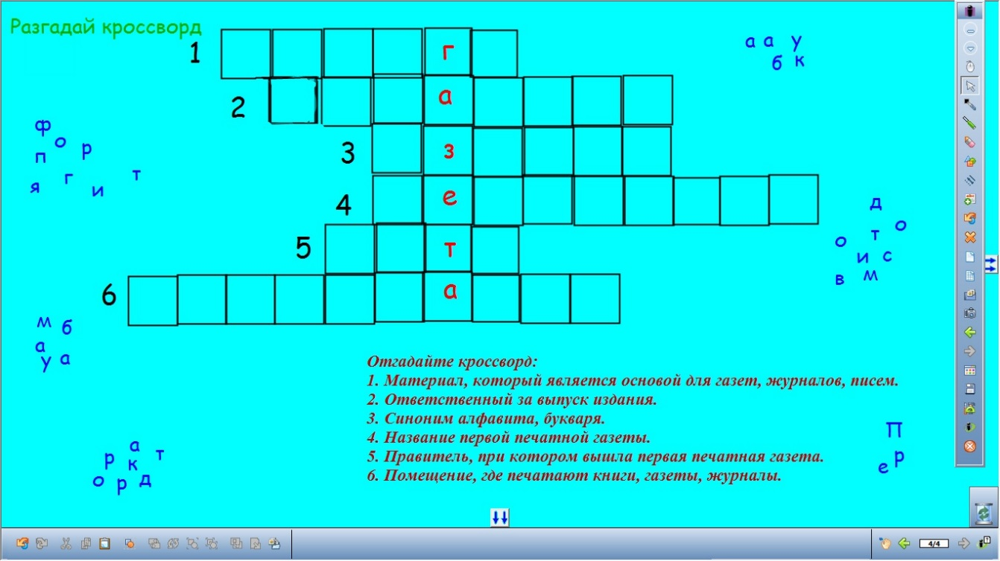 Разгадай кроссворд
1
г
а а у
б к
2
а
ф
о р
п
я г и т
3
з
4
е
д
о
о т
и с
в м
5
т
6
а
м б
а
у а
Отгадайте кроссворд:
1. Материал, который является основой для газет, журналов, писем.
2. Ответственный за выпуск издания.
3. Синоним алфавита, букваря.
4. Название первой печатной газеты.
5. Правитель, при котором вышла первая печатная газета.
6. Помещение, где печатают книги, газеты, журналы.
а
р к т
о р д
П
е р
4/4